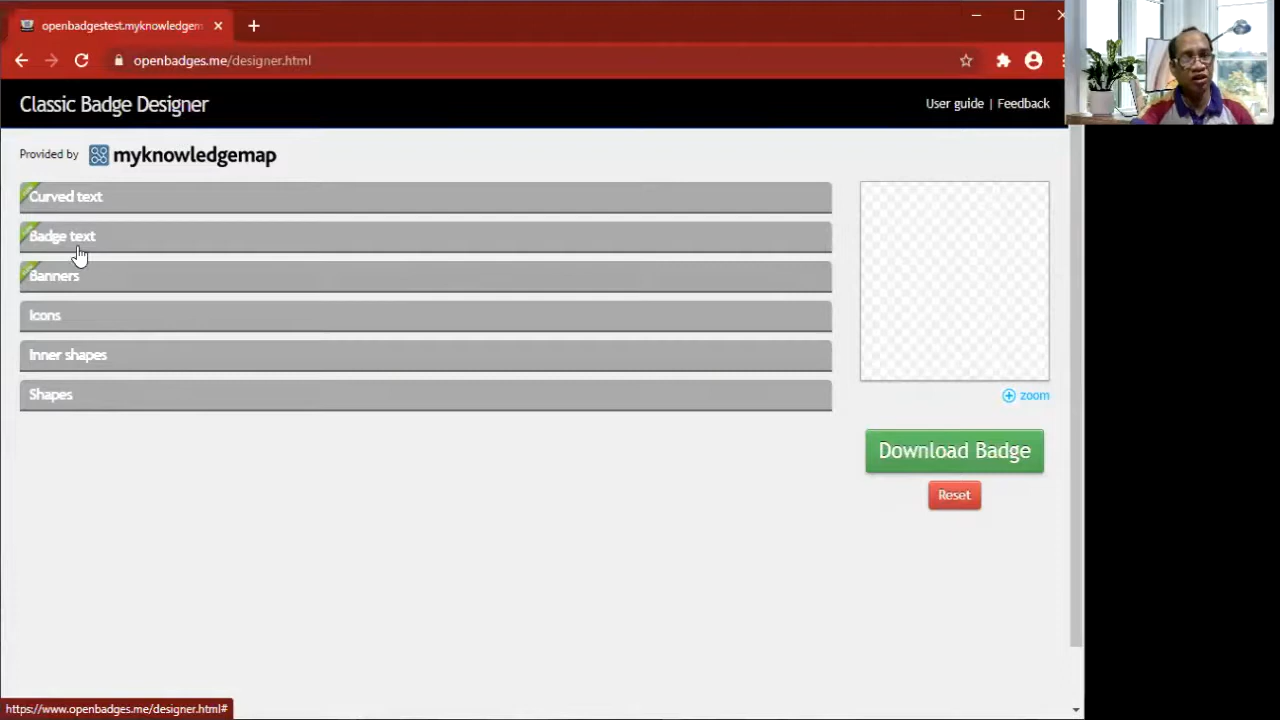 openbadgestest.myknowledgem
openbadges.me/designer.html
Classic Badge Designer
User guide | Feedback
Provided by myknowledgemap
Curved text
Badge text
Banners
Icons
Inner shapes
Shapes
zoom
Download Badge
Reset
https://www.openbadges.me/designer.html#